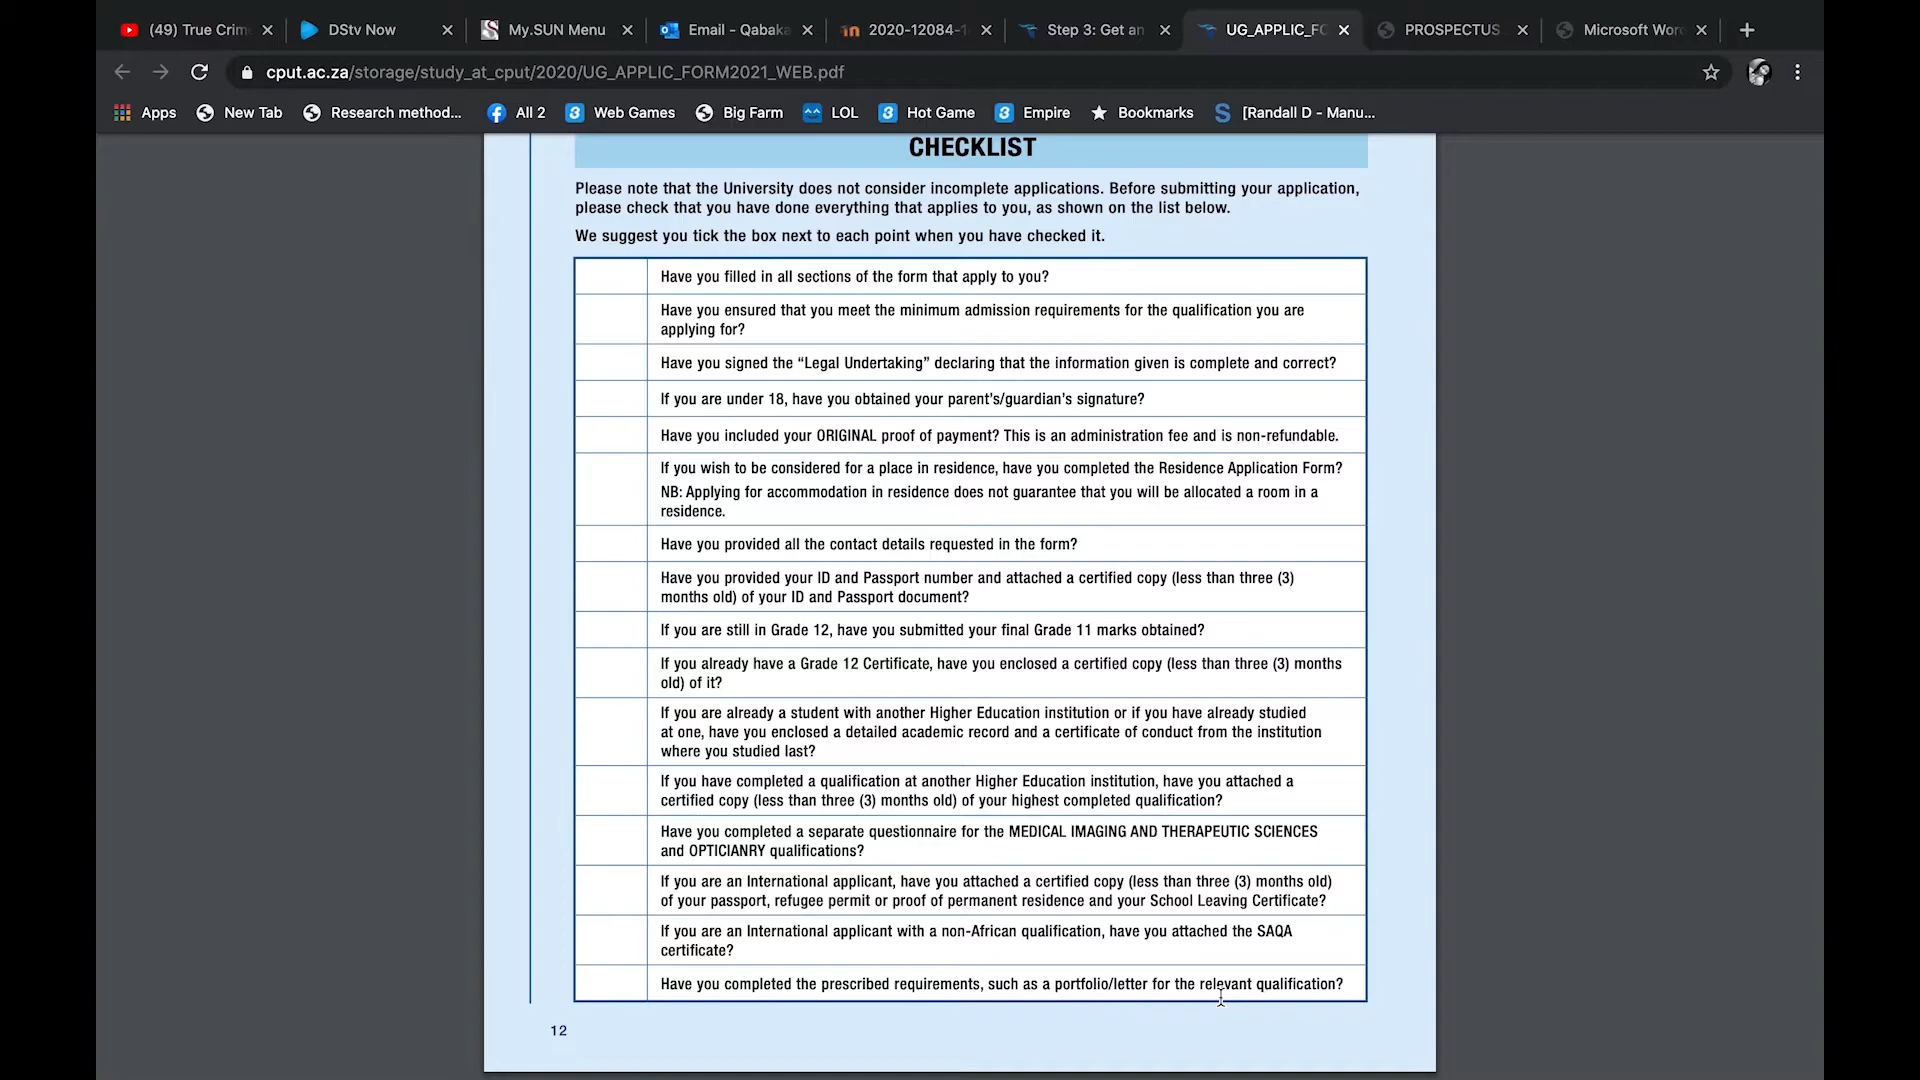 (49) True Crim
DStv Now
My.SUN Menu
Email - Qabaka
2020-12084-1
Step 3: Get an
UG_APPLIC_FO
PROSPECTUS
Microsoft Wor
cput.ac.za/storage/study_at_cput/2020/UG_APPLIC_FORM2021_WEB.pdf
Apps
New Tab
Research method...
All 2
Web Games
Big Farm
LOL
Hot Game
Empire
Bookmarks
[Randall D - Manu...
CHECKLIST
Please note that the University does not consider incomplete applications. Before submitting your application,
please check that you have done everything that applies to you, as shown on the list below.
We suggest you tick the box next to each point when you have checked it.
Have you filled in all sections of the form that apply to you?
Have you ensured that you meet the minimum admission requirements for the qualification you are
applying for?
Have you signed the “Legal Undertaking” declaring that the information given is complete and correct?
If you are under 18, have you obtained your parent’s/guardian’s signature?
Have you included your ORIGINAL proof of payment? This is an administration fee and is non-refundable.
If you wish to be considered for a place in residence, have you completed the Residence Application Form?
NB: Applying for accommodation in residence does not guarantee that you will be allocated a room in a
residence.
Have you provided all the contact details requested in the form?
Have you provided your ID and Passport number and attached a certified copy (less than three (3)
months old) of your ID and Passport document?
If you are still in Grade 12, have you submitted your final Grade 11 marks obtained?
If you already have a Grade 12 Certificate, have you enclosed a certified copy (less than three (3) months
old) of it?
If you are already a student with another Higher Education institution or if you have already studied
at one, have you enclosed a detailed academic record and a certificate of conduct from the institution
where you studied last?
If you have completed a qualification at another Higher Education institution, have you attached a
certified copy (less than three (3) months old) of your highest completed qualification?
Have you completed a separate questionnaire for the MEDICAL IMAGING AND THERAPEUTIC SCIENCES
and OPTICIANRY qualifications?
If you are an International applicant, have you attached a certified copy (less than three (3) months old)
of your passport, refugee permit or proof of permanent residence and your School Leaving Certificate?
If you are an International applicant with a non-African qualification, have you attached the SAQA
certificate?
Have you completed the prescribed requirements, such as a portfolio/letter for the relevant qualification?
12